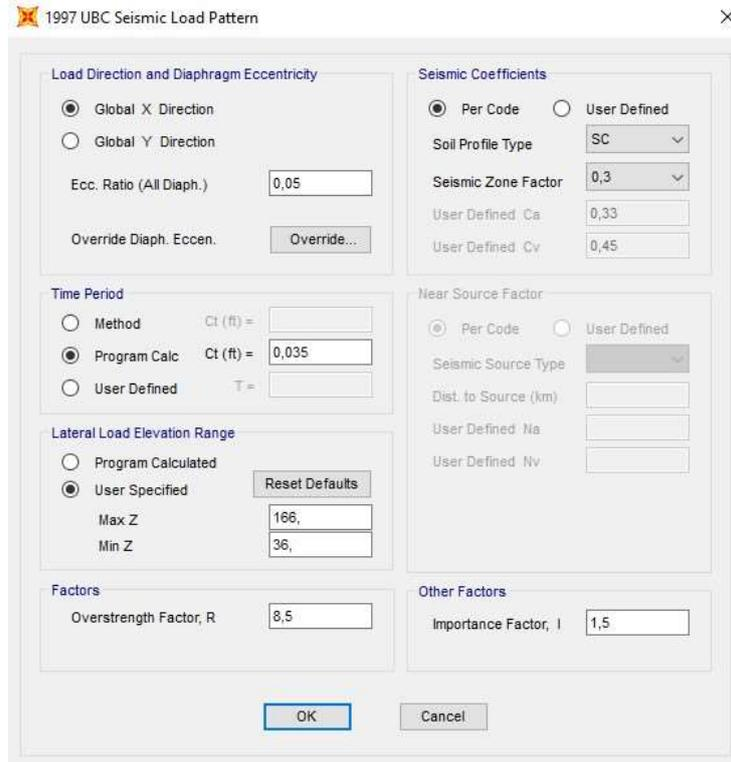 1997 UBC Seismic Load Pattern
Load Direction and Diaphragm Eccentricity
Global X Direction
Global Y Direction
Ecc. Ratio (All Diaph.) 0,05
Override Diaph. Eccen. Override...
Time Period
Method Ct (ft) =
Program Calc Ct (ft) = 0,035
User Defined T =
Lateral Load Elevation Range
Program Calculated
User Specified Reset Defaults
Max Z 166,
Min Z 36,
Factors
Overstrength Factor, R 8,5
Seismic Coefficients
Per Code User Defined
Soil Profile Type SC
Seismic Zone Factor 0,3
User Defined Ca 0,33
User Defined Cv 0,45
Near Source Factor
Per Code User Defined
Seismic Source Type
Dist. to Source (km)
User Defined Na
User Defined Nv
Other Factors
Importance Factor, I 1,5
OK Cancel